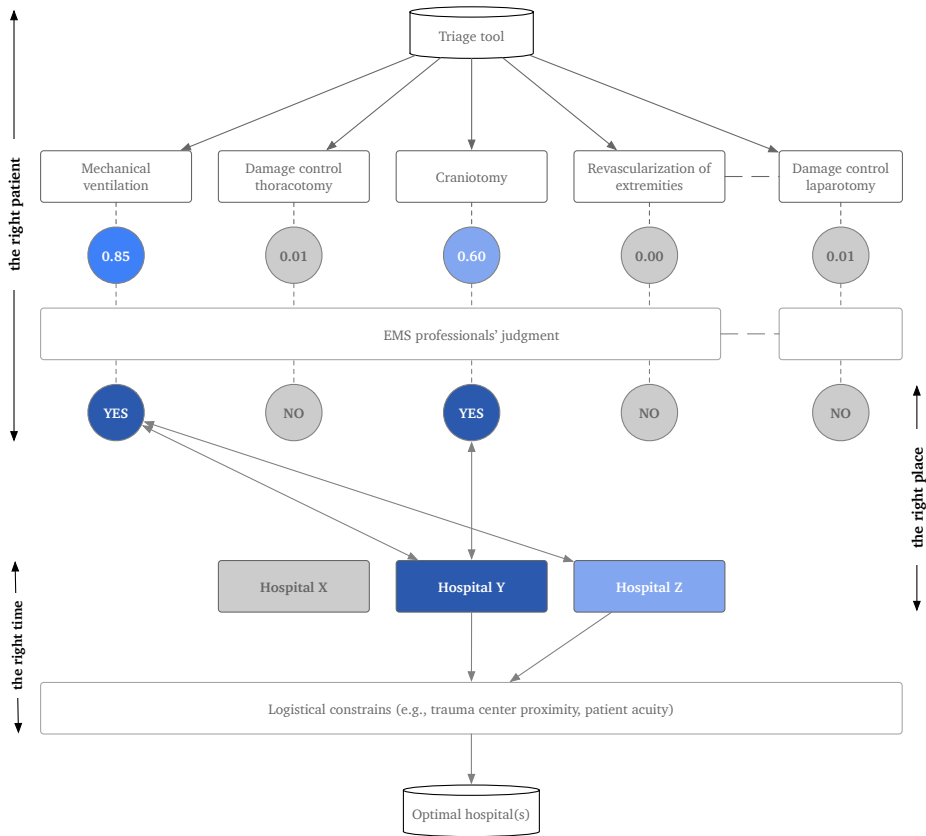 Triage tool
the right patient
Mechanical
ventilation
Damage control
thoracotomy
Craniotomy
Revascularization of
extremities
Damage control
laparotomy
0.85
0.01
0.60
0.00
0.01
EMS professionals’ judgment
YES
NO
YES
NO
NO
the right place
Hospital X
Hospital Y
Hospital Z
the right time
Logistical constrains (e.g., trauma center proximity, patient acuity)
Optimal hospital(s)